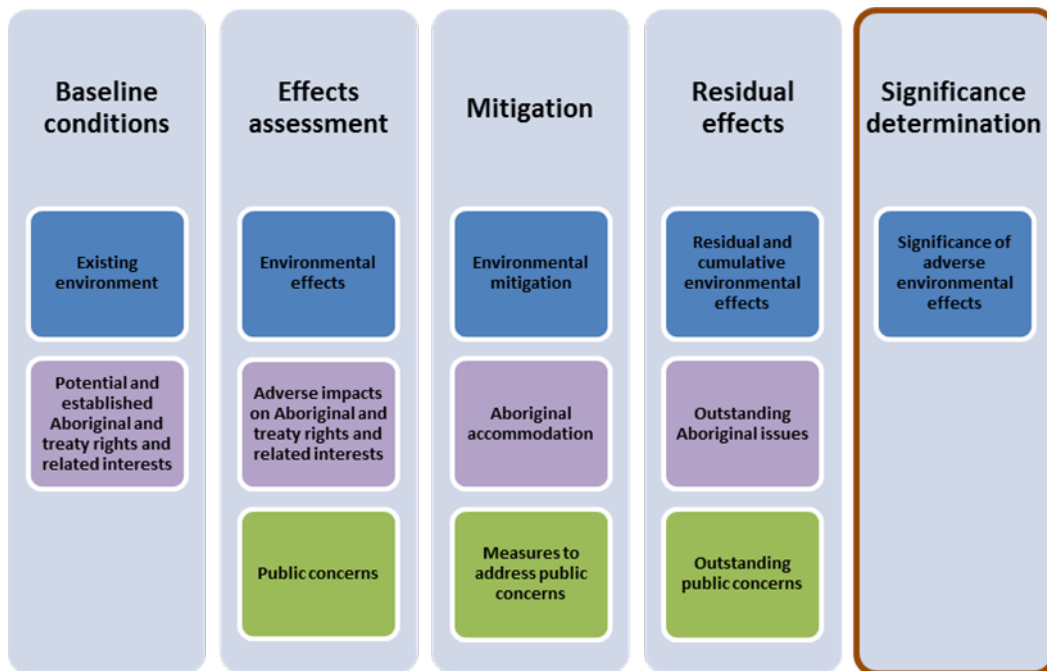 Baseline
conditions
Existing
environment
Potential and
established
Aboriginal and
treaty rights and
related interests
Effects
assessment
Environmental
effects
Adverse impacts
on Aboriginal and
treaty rights and
related interests
Public concerns
Mitigation
Environmental
mitigation
Aboriginal
accommodation
Measures to
address public
concerns
Residual
effects
Residual and
cumulative
environmental
effects
Outstanding
Aboriginal issues
Outstanding
public concerns
Significance
determination
Significance of
adverse
environmental
effects